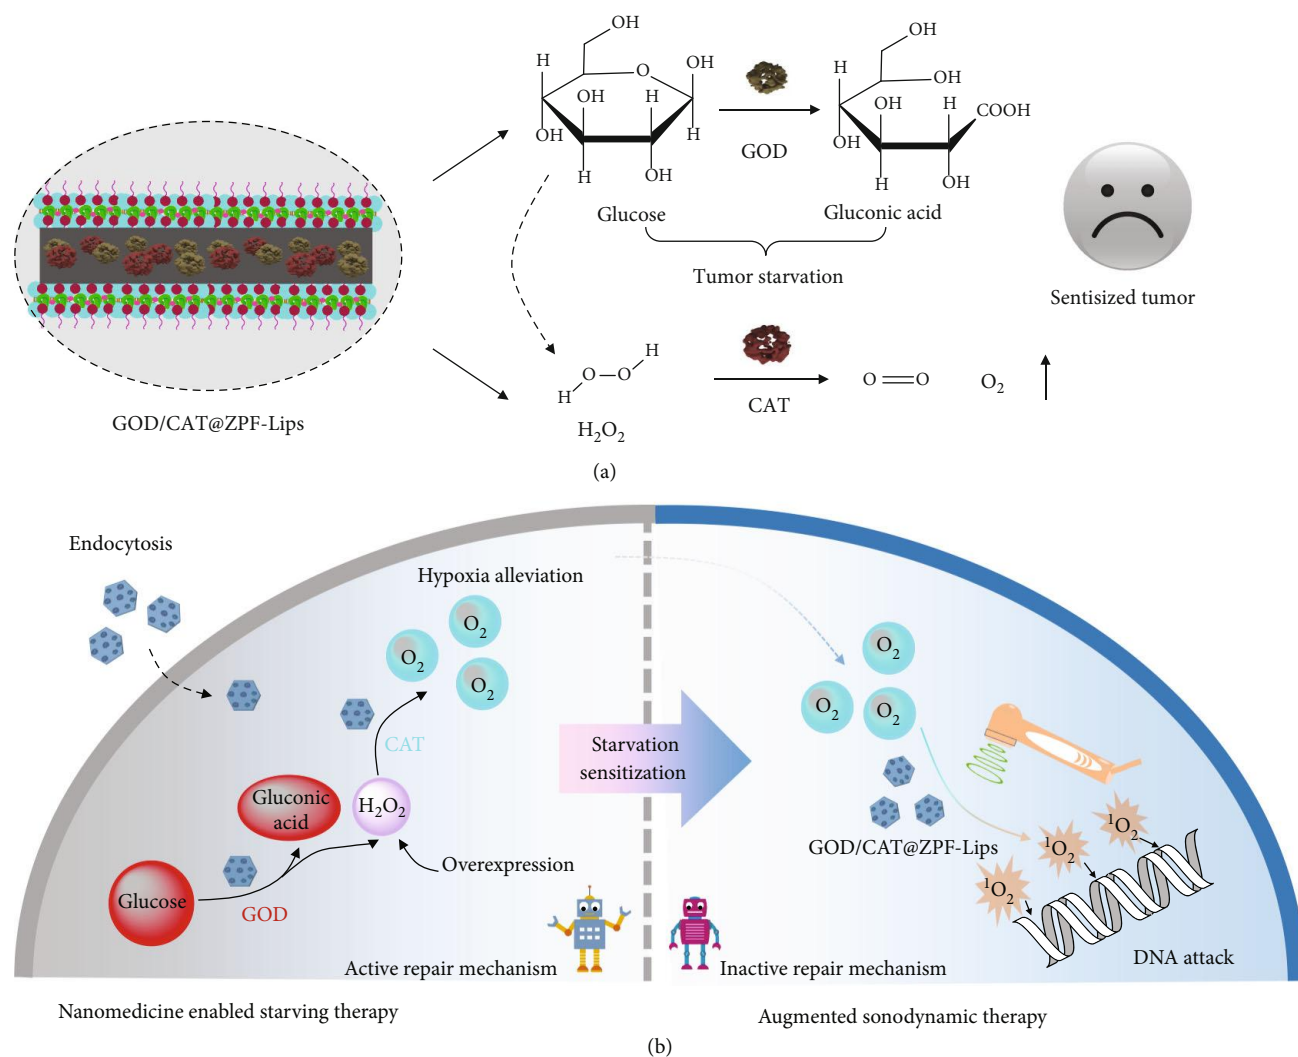 OH
H
O
OH
OH
H
OH
H
OH
H
Glucose
GOD
OH
H
OH
OH
H
COOH
OH
H
OH
Gluconic acid
Tumor starvation
Sentisized tumor
GOD/CAT@ZPF-Lips
H
O
O
H
H₂O₂
CAT
O
O
O₂
(a)
Endocytosis
Hypoxia alleviation
O₂
O₂
O₂
CAT
Gluconic
acid
H₂O₂
Glucose
GOD
Overexpression
Active repair mechanism
Starvation
sensitization
O₂
O₂
O₂
GOD/CAT@ZPF-Lips
¹O₂
¹O₂
¹O₂
Inactive repair mechanism
DNA attack
Nanomedicine enabled starving therapy
Augmented sonodynamic therapy
(b)